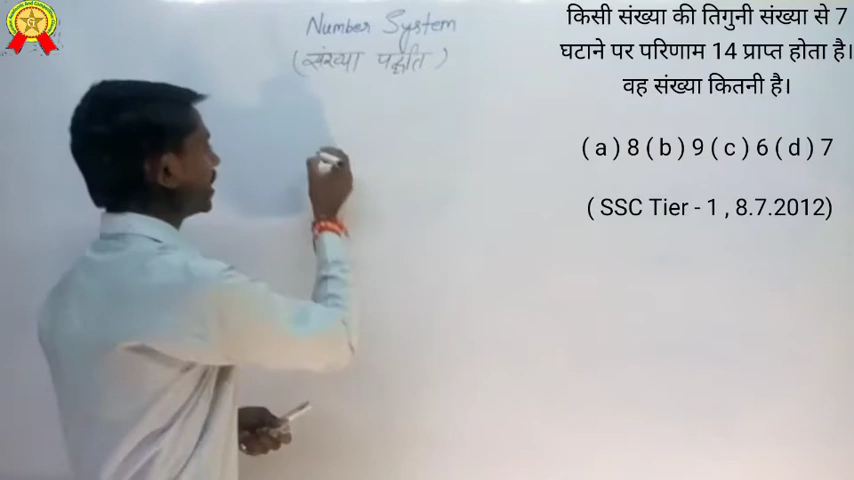 Number System
(संख्या पद्धति)
किसी संख्या की तिगुनी संख्या से 7
घटाने पर परिणाम 14 प्राप्त होता है।
वह संख्या कितनी है।
( a ) 8 ( b ) 9 ( c ) 6 ( d ) 7
( SSC Tier - 1 , 8.7.2012)